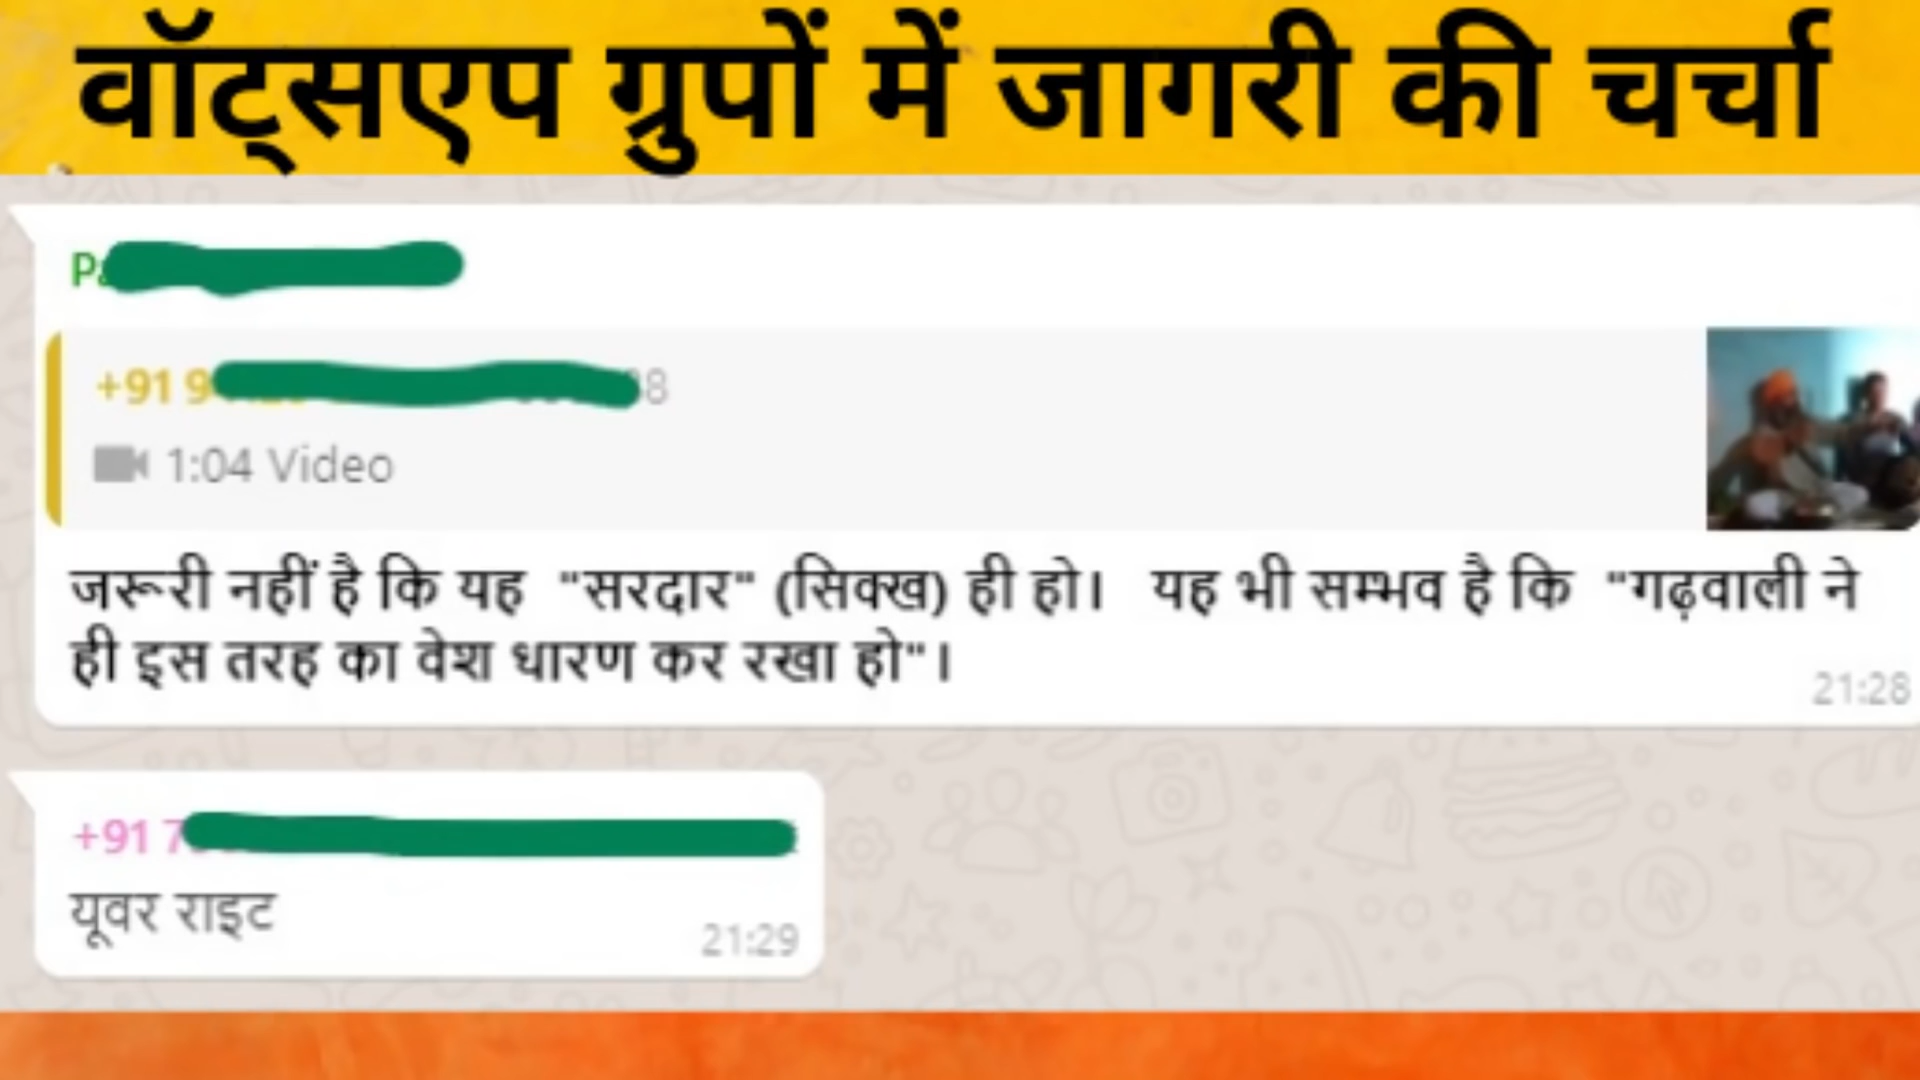 वॉट्सएप ग्रुपों में जागरी की चर्चा
+91 9
1:04 Video
जरूरी नहीं है कि यह "सरदार" (सिक्ख) ही हो। यह भी सम्भव है कि "गढ़वाली ने
ही इस तरह का वेश धारण कर रखा हो"।
21:28
+91 7
यूवर राइट
21:29